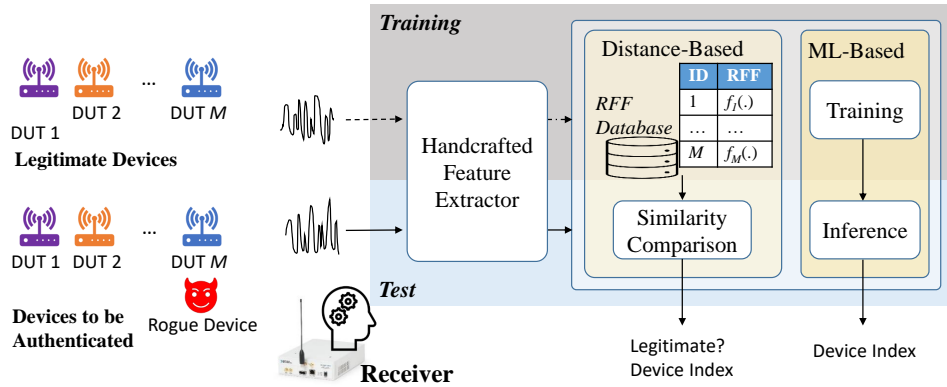 Training
DUT 1
DUT 2
...
DUT M
Legitimate Devices
Handcrafted
Feature
Extractor
Distance-Based
RFF
Database
ID RFF
1 f_1(.)
... ...
M f_M(.)
Similarity
Comparison
ML-Based
Training
Inference
DUT 1
DUT 2
...
DUT M
Rogue Device
Devices to be
Authenticated
Test
Receiver
Legitimate?
Device Index
Device Index